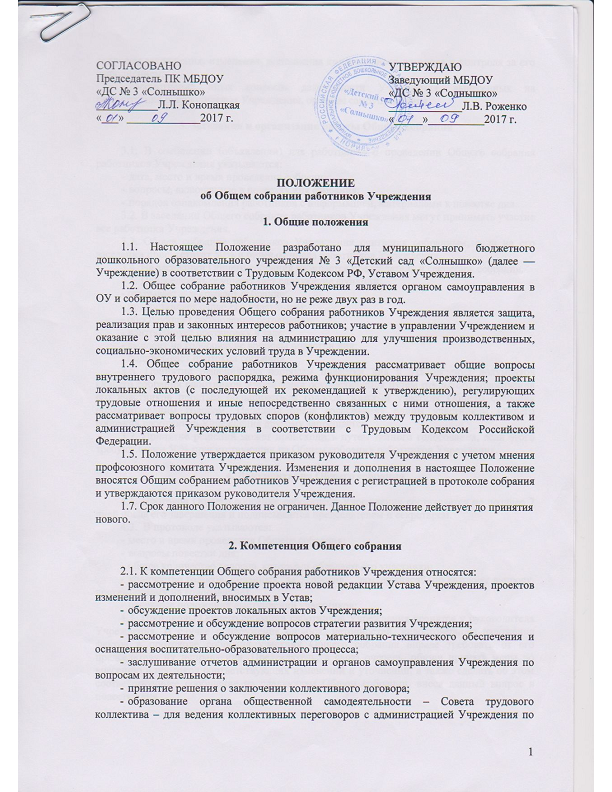 СОГЛАСОВАНО
Председатель ПК МБДОУ
«ДС № 3 «Солнышко»
Л.Л. Конопацкая
«01» 09 2017 г.
УТВЕРЖДАЮ
Заведующий МБДОУ
«ДС № 3 «Солнышко»
Л.В. Роженко
«01» 09 2017 г.
«Детский сад
№ 3
«Солнышко»
ПОЛОЖЕНИЕ
об Общем собрании работников Учреждения
1. Общие положения
1.1. Настоящее Положение разработано для муниципального бюджетного
дошкольного образовательного учреждения № 3 «Детский сад «Солнышко» (далее —
Учреждение) в соответствии с Трудовым Кодексом РФ, Уставом Учреждения.
1.2. Общее собрание работников Учреждения является органом самоуправления в
ОУ и собирается по мере надобности, но не реже двух раз в год.
1.3. Целью проведения Общего собрания работников Учреждения является защита,
реализация прав и законных интересов работников; участие в управлении Учреждением и
оказание с этой целью влияния на администрацию для улучшения производственных,
социально-экономических условий труда в Учреждении.
1.4. Общее собрание работников Учреждения рассматривает общие вопросы
внутреннего трудового распорядка, режима функционирования Учреждения; проекты
локальных актов (с последующей их рекомендацией к утверждению), регулирующих
трудовые отношения и иные непосредственно связанных с ними отношения, а также
рассматривает вопросы трудовых споров (конфликтов) между трудовым коллективом и
администрацией Учреждения в соответствии с Трудовым Кодексом Российской
Федерации.
1.5. Положение утверждается приказом руководителя Учреждения с учетом мнения
профсоюзного комитата Учреждения. Изменения и дополнения в настоящее Положение
вносятся Общим собранием работников Учреждения с регистрацией в протоколе собрания
и утверждаются приказом руководителя Учреждения.
1.7. Срок данного Положения не ограничен. Данное Положение действует до принятия
нового.
2. Компетенция Общего собрания
2.1. К компетенции Общего собрания работников Учреждения относятся:
- рассмотрение и одобрение проекта новой редакции Устава Учреждения, проектов
изменений и дополнений, вносимых в Устав;
- обсуждение проектов локальных актов Учреждения;
- рассмотрение и обсуждение вопросов стратегии развития Учреждения;
- рассмотрение и обсуждение вопросов материально-технического обеспечения и
оснащения воспитательно-образовательного процесса;
- заслушивание отчетов администрации и органов самоуправления Учреждения по
вопросам их деятельности;
- принятие решения о заключении коллективного договора;
- образование органа общественной самодеятельности – Совета трудового
коллектива – для ведения коллективных переговоров с администрацией Учреждения по
1